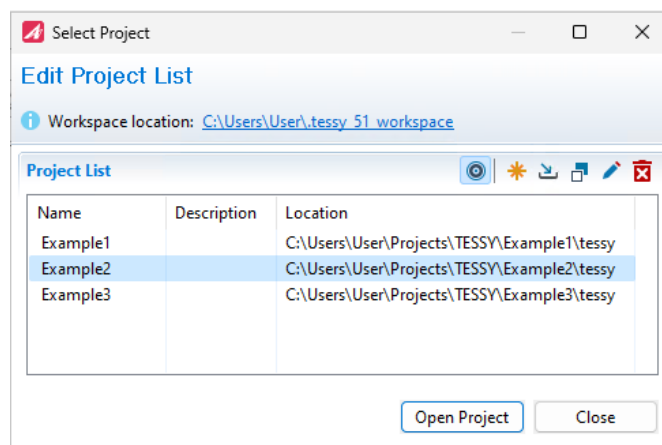 Select Project
Edit Project List
Workspace location: C:\Users\User\.tessy_51_workspace
Project List
Name Description Location
Example1 C:\Users\User\Projects\TESSY\Example1\tessy
Example2 C:\Users\User\Projects\TESSY\Example2\tessy
Example3 C:\Users\User\Projects\TESSY\Example3\tessy
Open Project Close